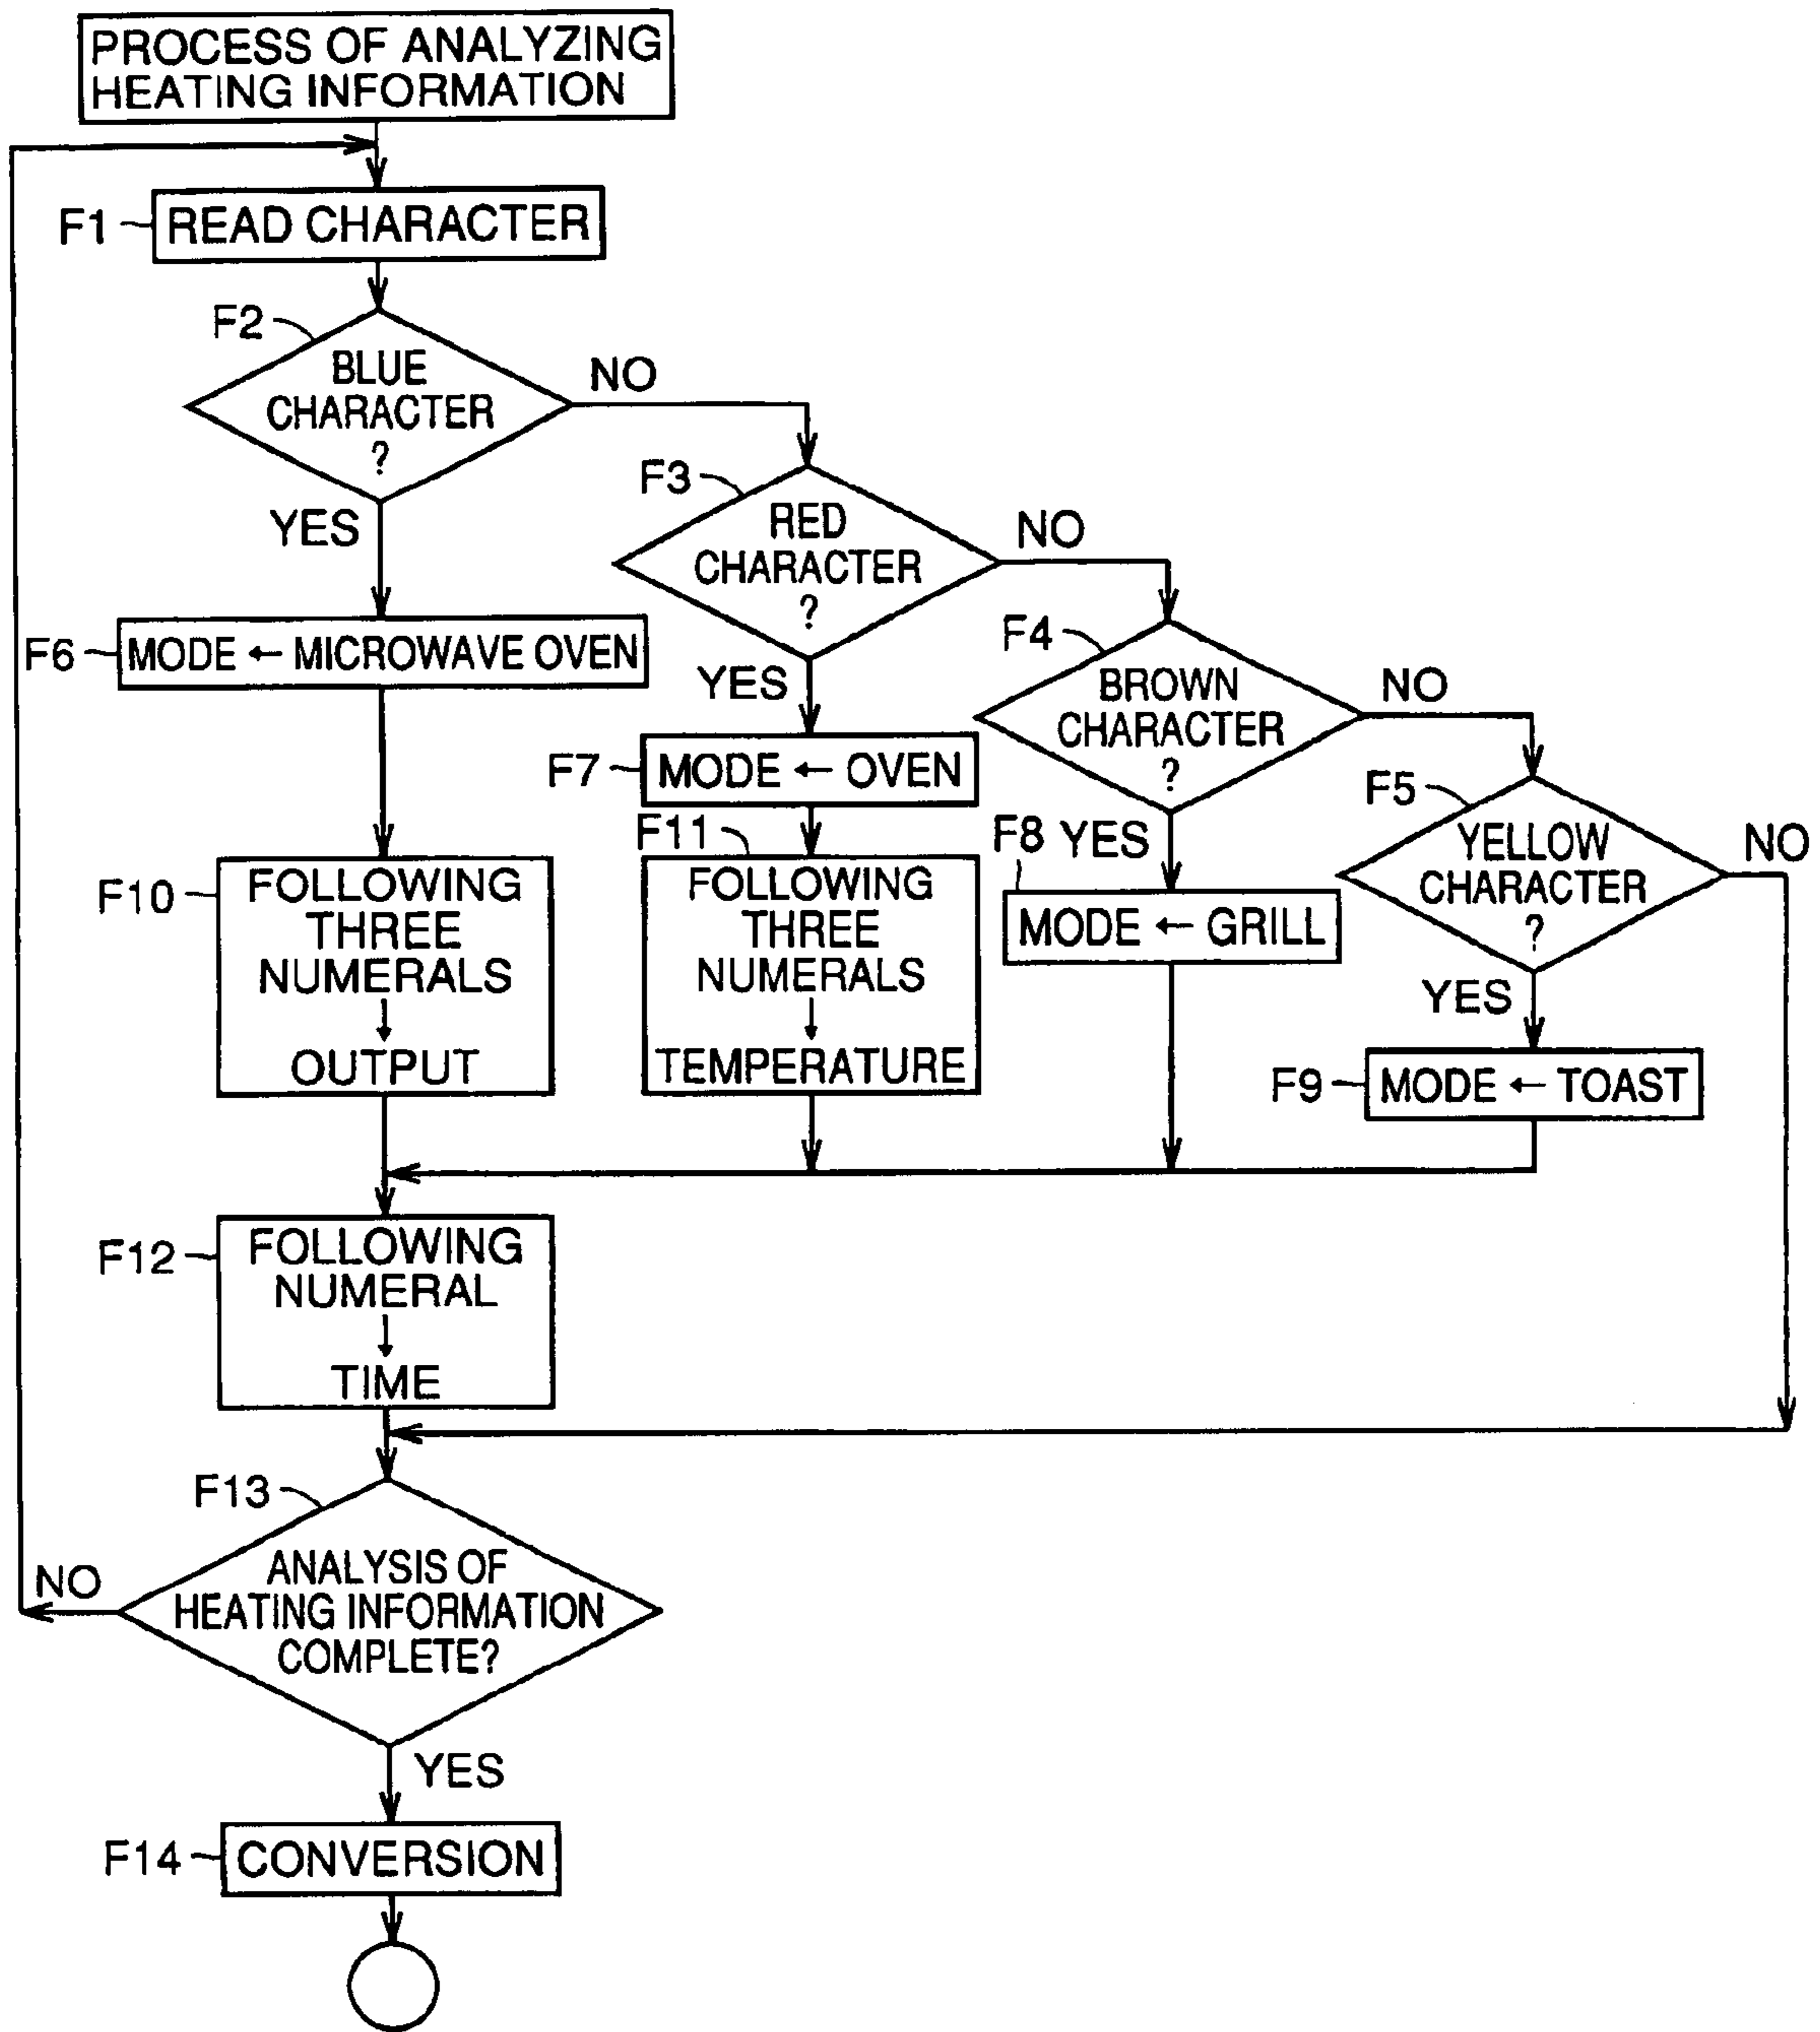 PROCESS OF ANALYZING
HEATING INFORMATION
F1
READ CHARACTER
F2
BLUE
CHARACTER
?
NO
YES
F3
RED
CHARACTER
?
NO
YES
F4
BROWN
CHARACTER
?
NO
YES
F5
YELLOW
CHARACTER
?
NO
YES
F6
MODE ← MICROWAVE OVEN
F7
MODE ← OVEN
F8
MODE ← GRILL
F9
MODE ← TOAST
F10
FOLLOWING
THREE
NUMERALS
↓
OUTPUT
F11
FOLLOWING
THREE
NUMERALS
↓
TEMPERATURE
F12
FOLLOWING
NUMERAL
↓
TIME
F13
ANALYSIS OF
HEATING INFORMATION
COMPLETE?
NO
YES
F14
CONVERSION